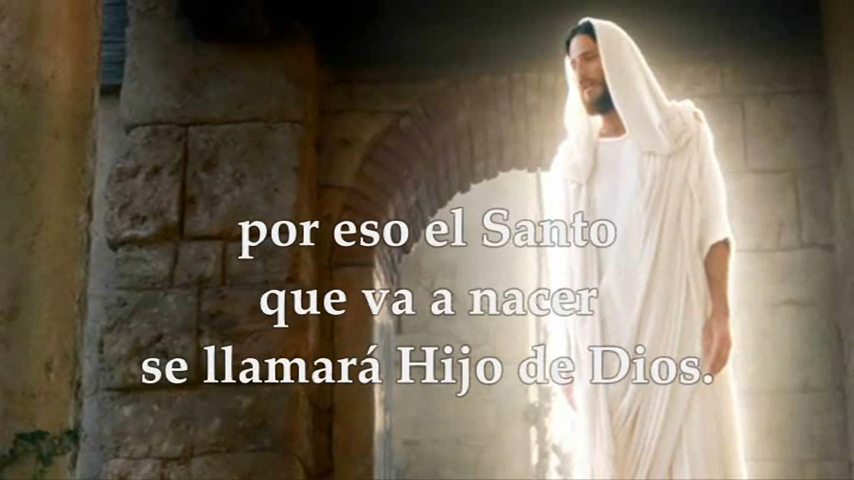 por eso el Santo
que va a nacer
se llamará Hijo de Dios.